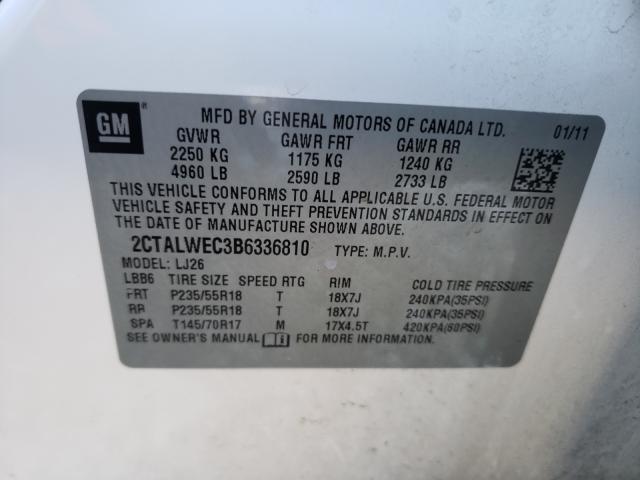 GM ® MFD BY GENERAL MOTORS OF CANADA LTD. 01/11
GVWR GAWR FRT GAWR RR
2250 KG 1175 KG 1240 KG
4960 LB 2590 LB 2733 LB
THIS VEHICLE CONFORMS TO ALL APPLICABLE U.S. FEDERAL MOTOR
VEHICLE SAFETY AND THEFT PREVENTION STANDARDS IN EFFECT ON
THE DATE OF MANUFACTURE SHOWN ABOVE.
2CTALWEC3B6336810 TYPE: M.P.V.
MODEL: LJ26
LBB6 TIRE SIZE SPEED RTG RIM COLD TIRE PRESSURE
FRT P235/55R18 T 18X7J 240KPA(35PSI)
RR P235/55R18 T 18X7J 240KPA(35PSI)
SPA T145/70R17 M 17X4.5T 420KPA(60PSI)
SEE OWNER'S MANUAL FOR MORE INFORMATION.